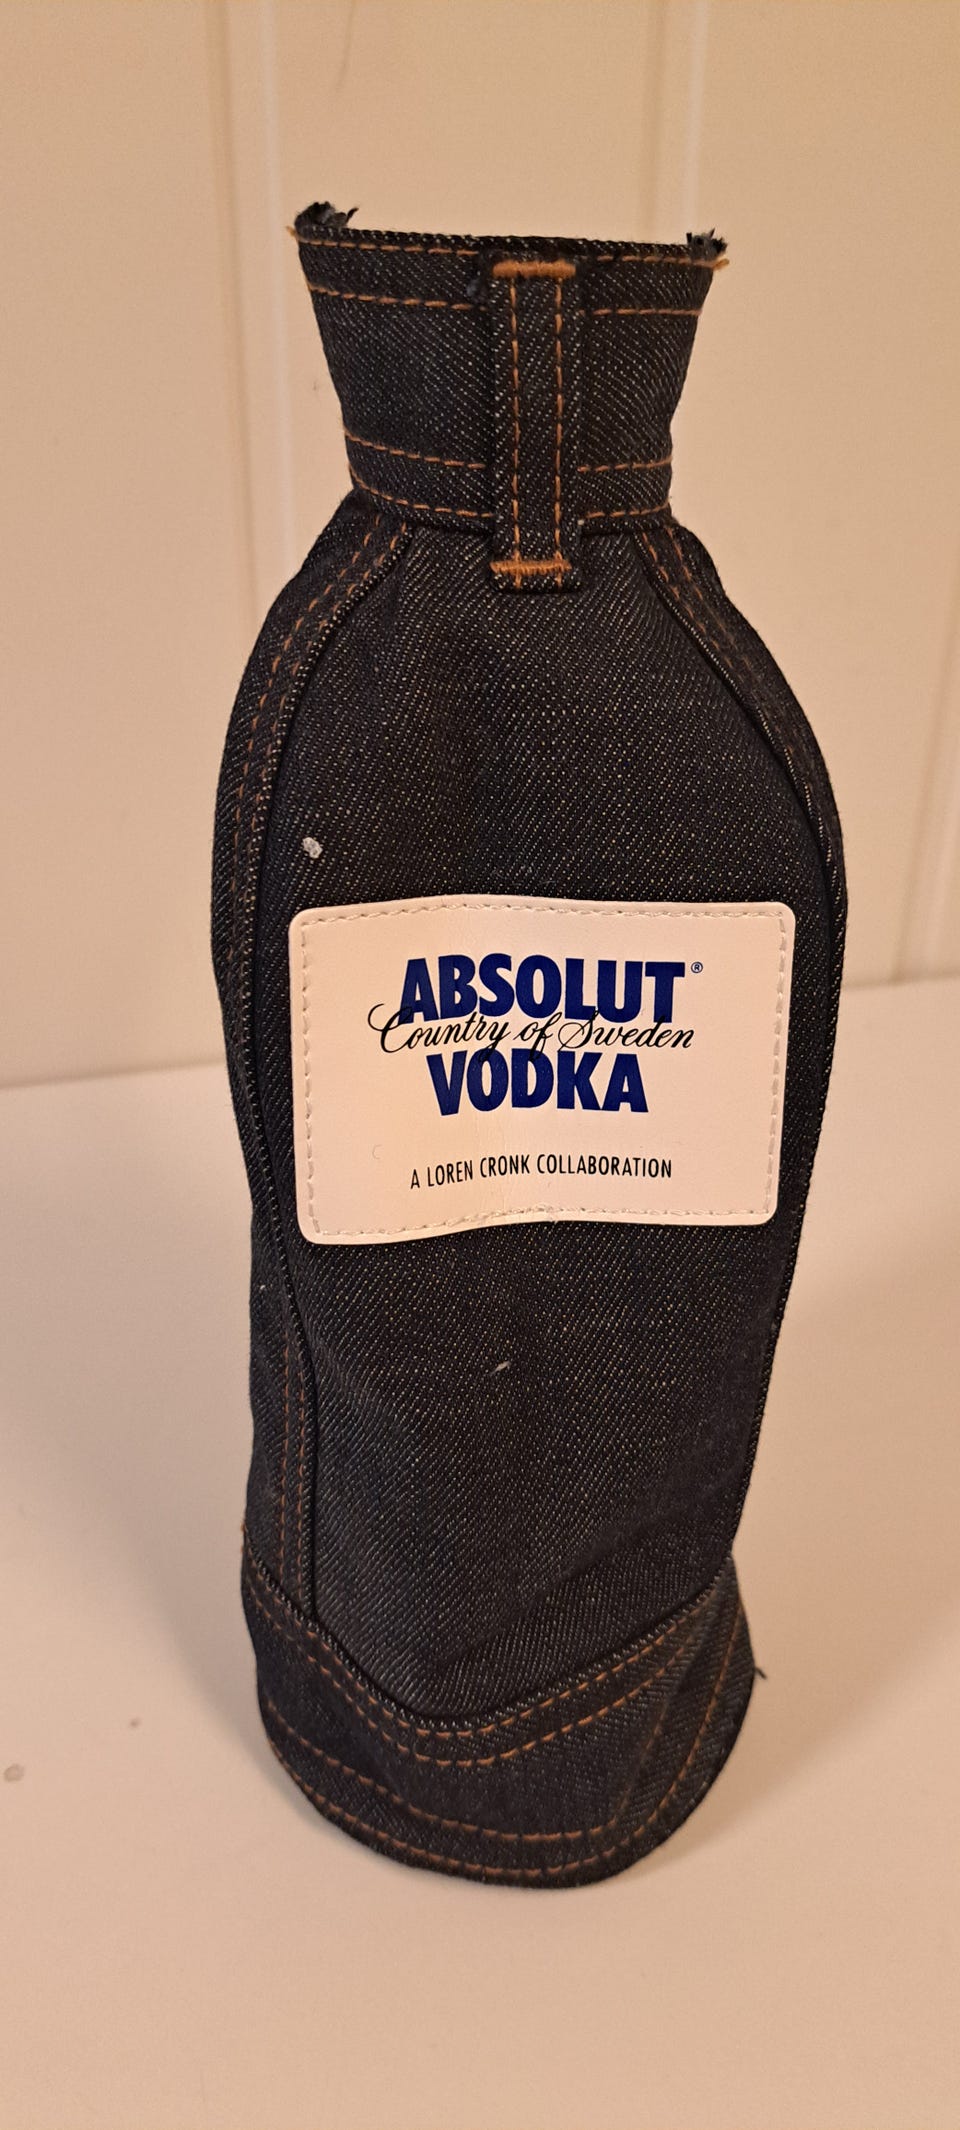 ABSOLUT®
Country of Sweden
VODKA
A LOREN CRONK COLLABORATION